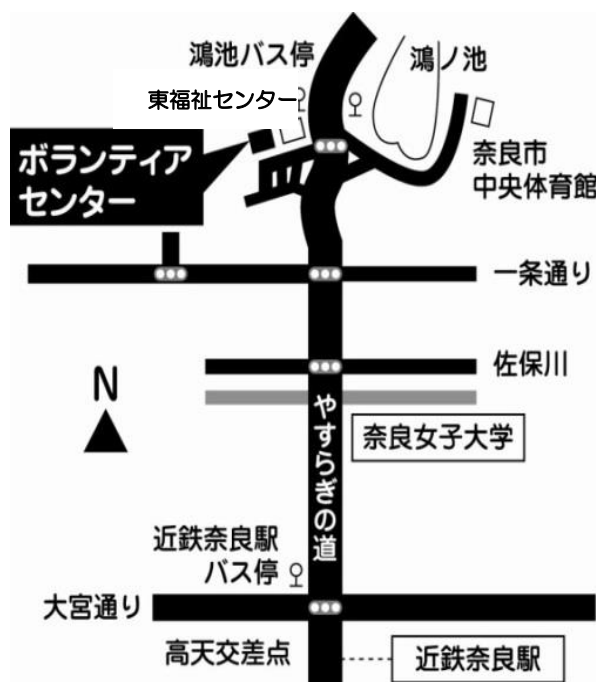 鴻池バス停
鴻ノ池
東福祉センター
ボランティア
センター
奈良市
中央体育館
一条通り
佐保川
N
やすらぎの道
奈良女子大学
近鉄奈良駅
バス停
大宮通り
高天交差点
近鉄奈良駅